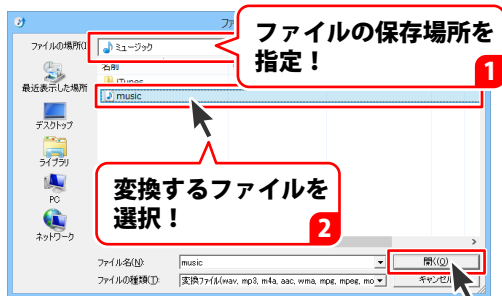 ファイルの保存場所を
指定！
1
ファイルの場所(I):
ミュージック
名前
iTunes
music
最近表示した場所
デスクトップ
ライブラリ
PC
ネットワーク
変換するファイルを
選択！
2
ファイル名(N):
music
開く(O)
ファイルの種類(T):
変換ファイル(wav, mp3, m4a, aac, wma, mpg, mpeg, mo
キャンセル